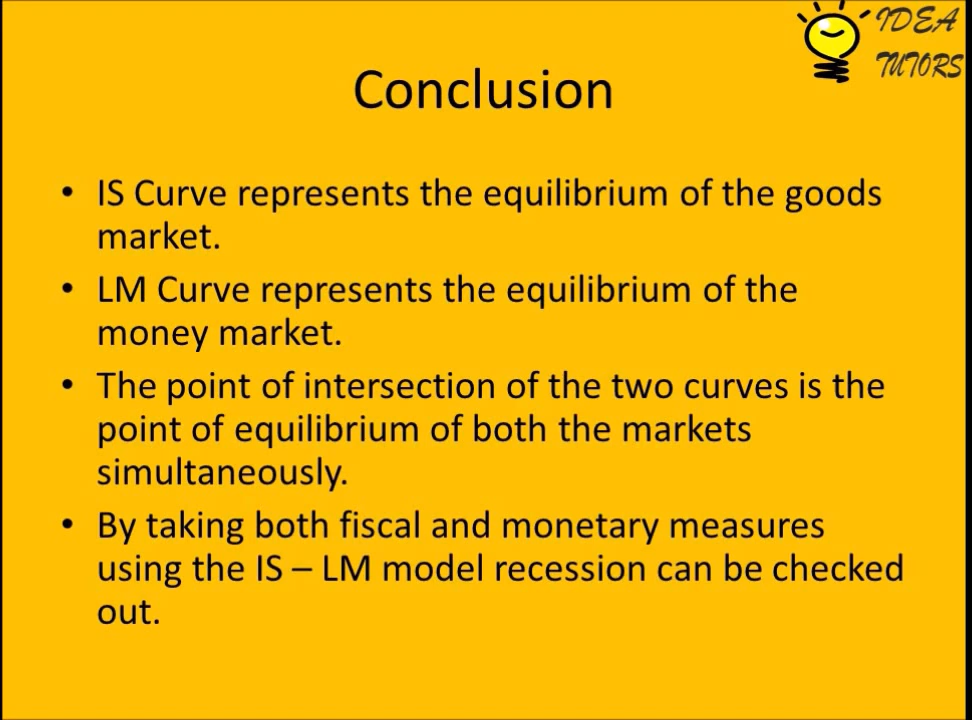 IDEA
TUTORS
Conclusion
• IS Curve represents the equilibrium of the goods
market.
• LM Curve represents the equilibrium of the
money market.
• The point of intersection of the two curves is the
point of equilibrium of both the markets
simultaneously.
• By taking both fiscal and monetary measures
using the IS – LM model recession can be checked
out.